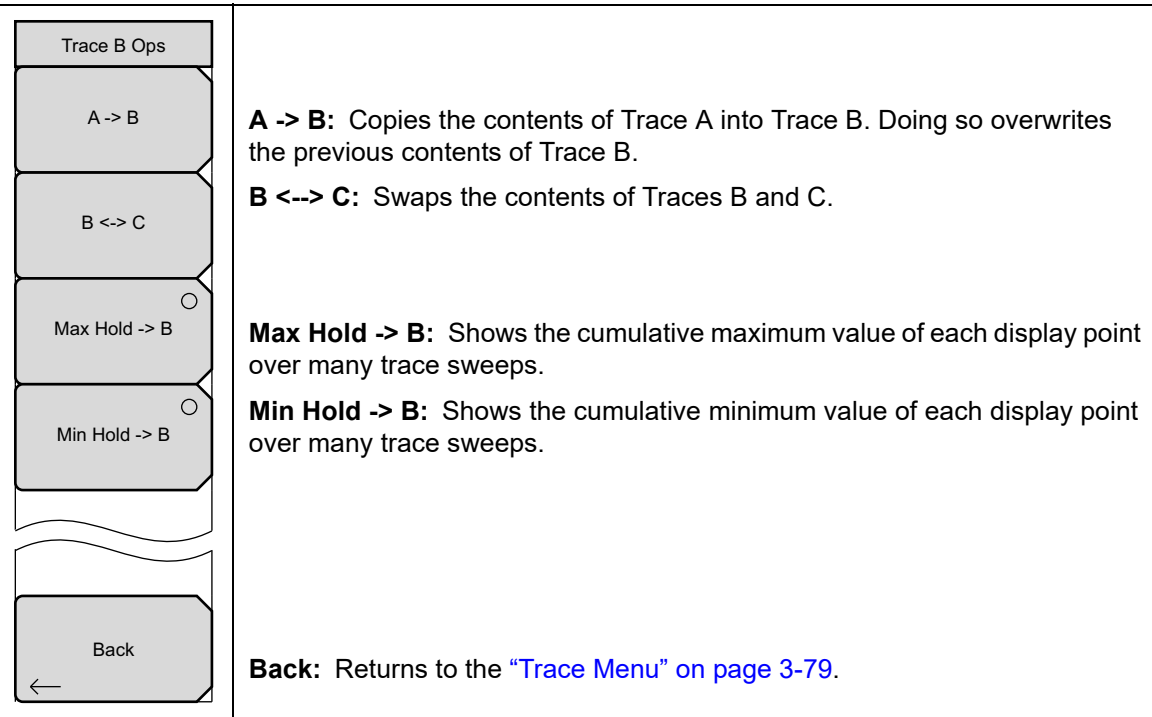 Trace B Ops
A -> B
B <-> C
Max Hold -> B
Min Hold -> B
Back
A -> B: Copies the contents of Trace A into Trace B. Doing so overwrites
the previous contents of Trace B.
B <--> C: Swaps the contents of Traces B and C.
Max Hold -> B: Shows the cumulative maximum value of each display point
over many trace sweeps.
Min Hold -> B: Shows the cumulative minimum value of each display point
over many trace sweeps.
Back: Returns to the “Trace Menu” on page 3-79.